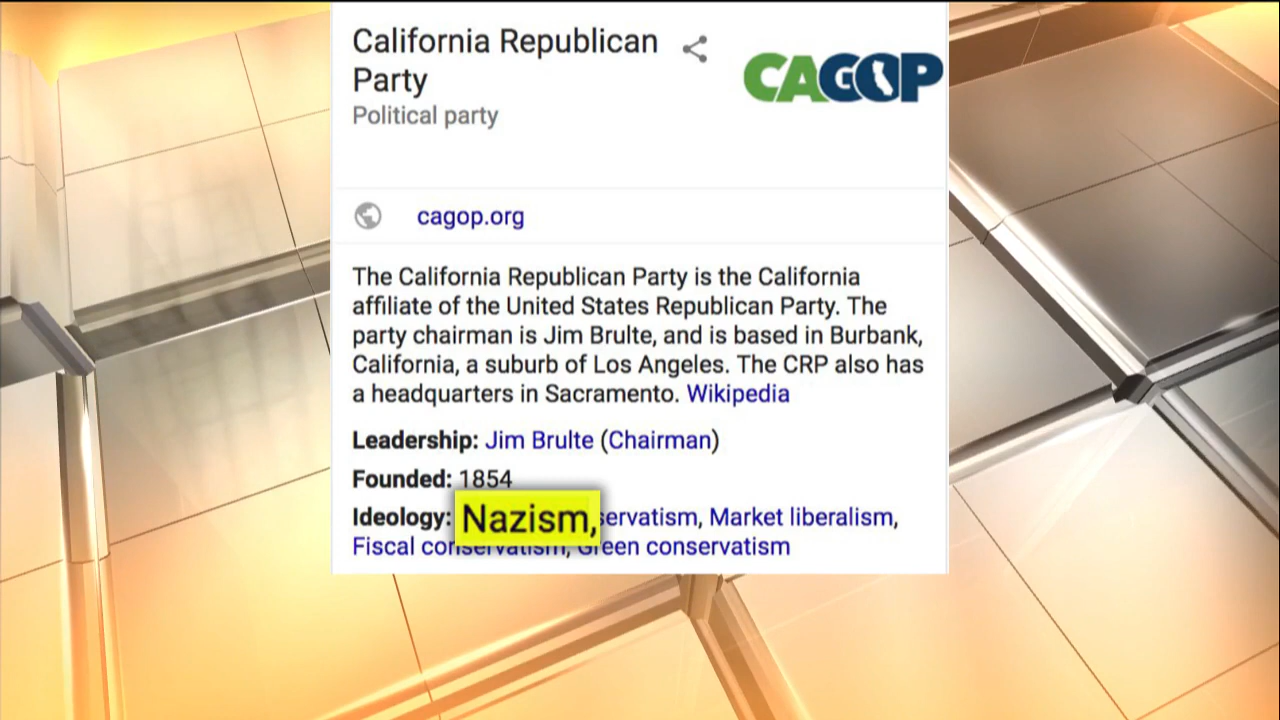 California Republican
Party
CAGOP
Political party
cagop.org
The California Republican Party is the California
affiliate of the United States Republican Party. The
party chairman is Jim Brulte, and is based in Burbank,
California, a suburb of Los Angeles. The CRP also has
a headquarters in Sacramento. Wikipedia
Leadership: Jim Brulte (Chairman)
Founded: 1854
Ideology: Nazism, servatism, Market liberalism,
Fiscal conservatism, Green conservatism